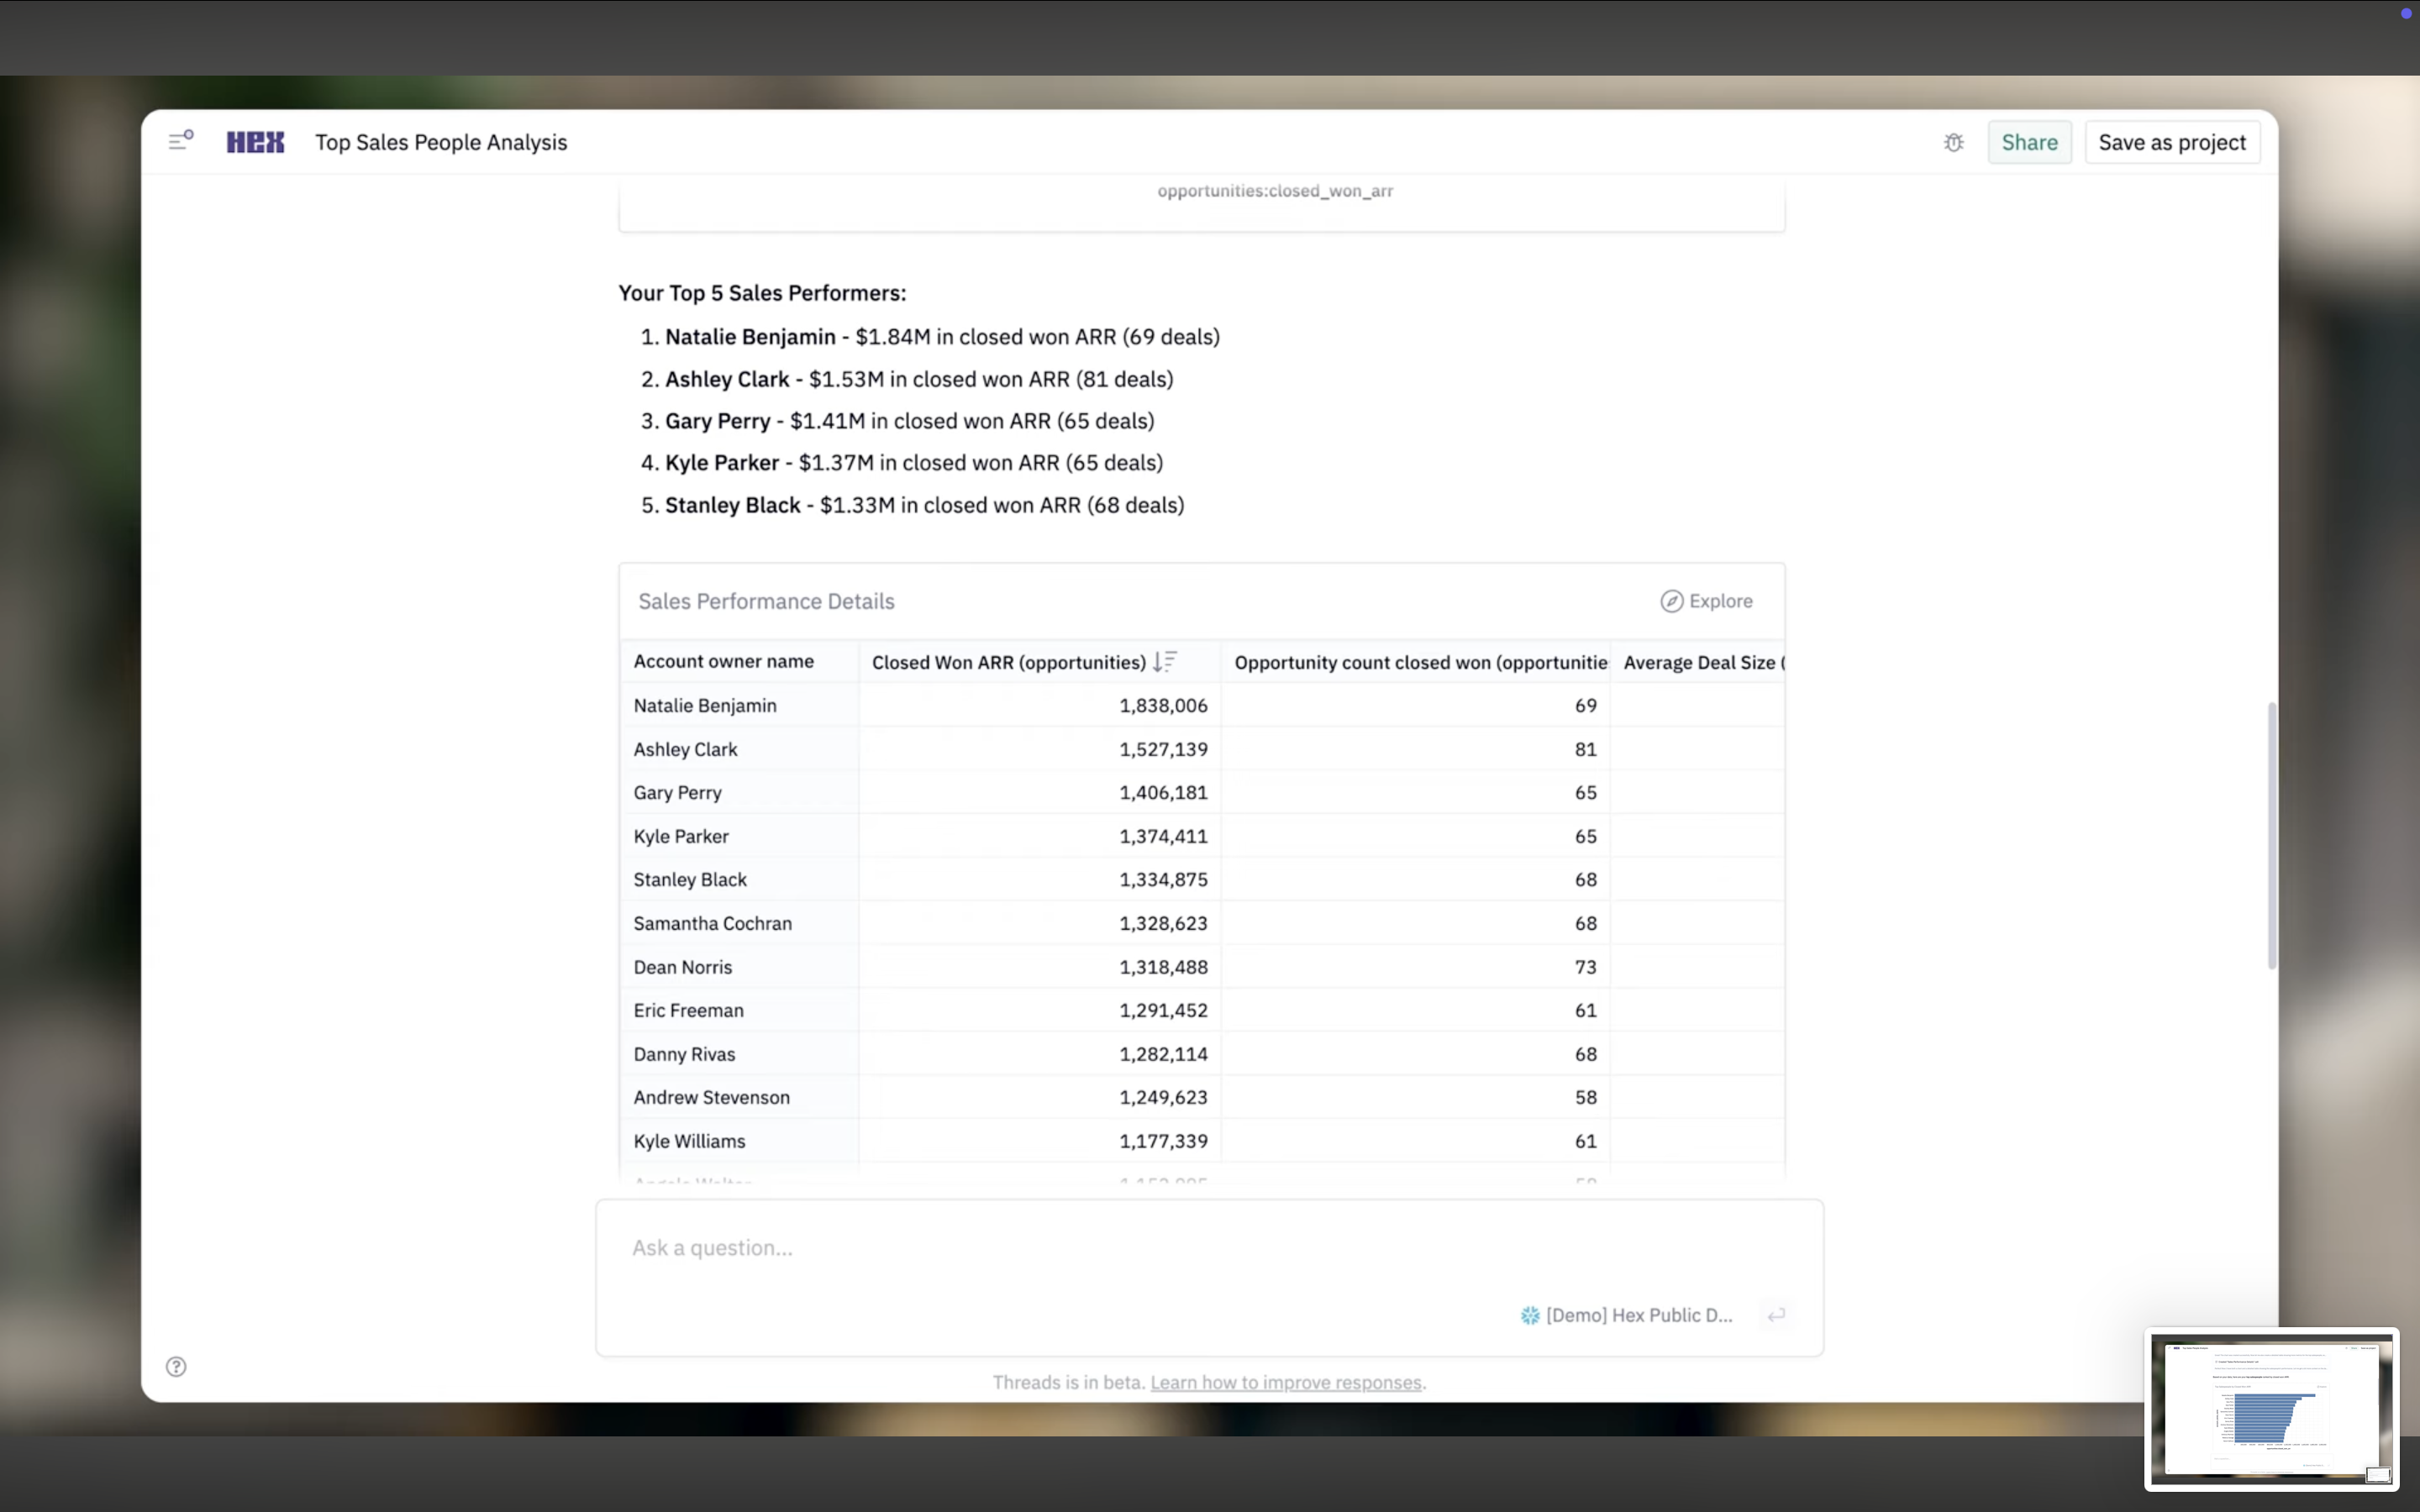 HEX Top Sales People Analysis Share Save as project
opportunities:closed_won_arr
Your Top 5 Sales Performers:
1. Natalie Benjamin - $1.84M in closed won ARR (69 deals)
2. Ashley Clark - $1.53M in closed won ARR (81 deals)
3. Gary Perry - $1.41M in closed won ARR (65 deals)
4. Kyle Parker - $1.37M in closed won ARR (65 deals)
5. Stanley Black - $1.33M in closed won ARR (68 deals)
Sales Performance Details Explore
Account owner name Closed Won ARR (opportunities) Opportunity count closed won (opportunitie Average Deal Size (
Natalie Benjamin 1,838,006 69
Ashley Clark 1,527,139 81
Gary Perry 1,406,181 65
Kyle Parker 1,374,411 65
Stanley Black 1,334,875 68
Samantha Cochran 1,328,623 68
Dean Norris 1,318,488 73
Eric Freeman 1,291,452 61
Danny Rivas 1,282,114 68
Andrew Stevenson 1,249,623 58
Kyle Williams 1,177,339 61
Ask a question...
[Demo] Hex Public D...
Threads is in beta. Learn how to improve responses.